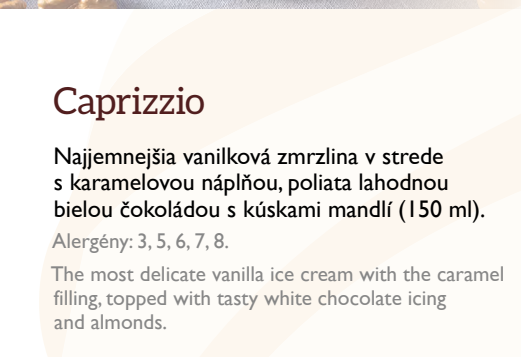 Caprizzio
Najjemnejšia vanilková zmrzlina v strede
s karamelovou náplňou, poliata lahodnou
bielou čokoládou s kúskami mandlí (150 ml).
Alergény: 3, 5, 6, 7, 8.
The most delicate vanilla ice cream with the caramel
filling, topped with tasty white chocolate icing
and almonds.